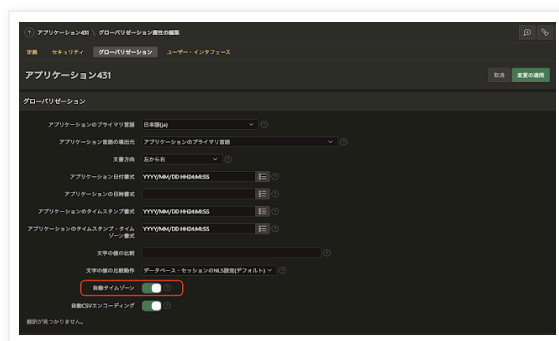 アプリケーション431 \ グローバリゼーション属性の編集
定義 セキュリティ グローバリゼーション ユーザー・インタフェース
アプリケーション431
取消 変更の適用
グローバリゼーション
アプリケーションのプライマリ言語 日本語(ja)
アプリケーション言語の導出元 アプリケーションのプライマリ言語
文書方向 左から右
アプリケーション日付書式 YYYY/MM/DD HH24:MI:SS
アプリケーションの日時書式
アプリケーションのタイムスタンプ書式 YYYY/MM/DD HH24:MI:SS
アプリケーションのタイムスタンプ・タイム
ゾーン書式 YYYY/MM/DD HH24:MI:SS
文字の値の比較
文字の値の比較動作 データベース・セッションのNLS設定(デフォルト)
自動タイムゾーン
自動CSVエンコーディング
翻訳が見つかりません。